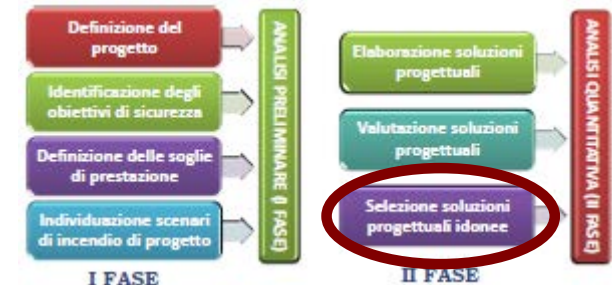 Definizione del
progetto
Identificazione degli
obiettivi di sicurezza
Definizione delle soglie
di prestazione
Individuazione scenari
di incendio di progetto
ANALISI PRELIMINARE (I FASE)
I FASE
Elaborazione soluzioni
progettuali
Valutazione soluzioni
progettuali
Selezione soluzioni
progettuali idonee
ANALISI QUANTITATIVA (II FASE)
II FASE